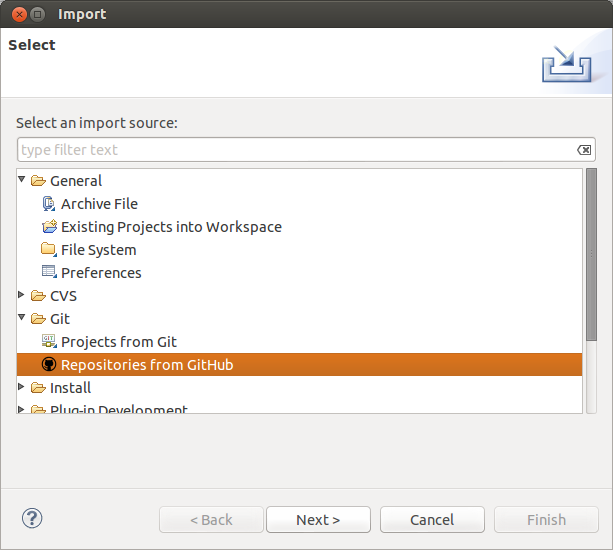 Import
Select
Select an import source:
type filter text
General
Archive File
Existing Projects into Workspace
File System
Preferences
CVS
Git
GIT
Projects from Git
Repositories from GitHub
Install
Plug-in Development
?
< Back
Next >
Cancel
Finish